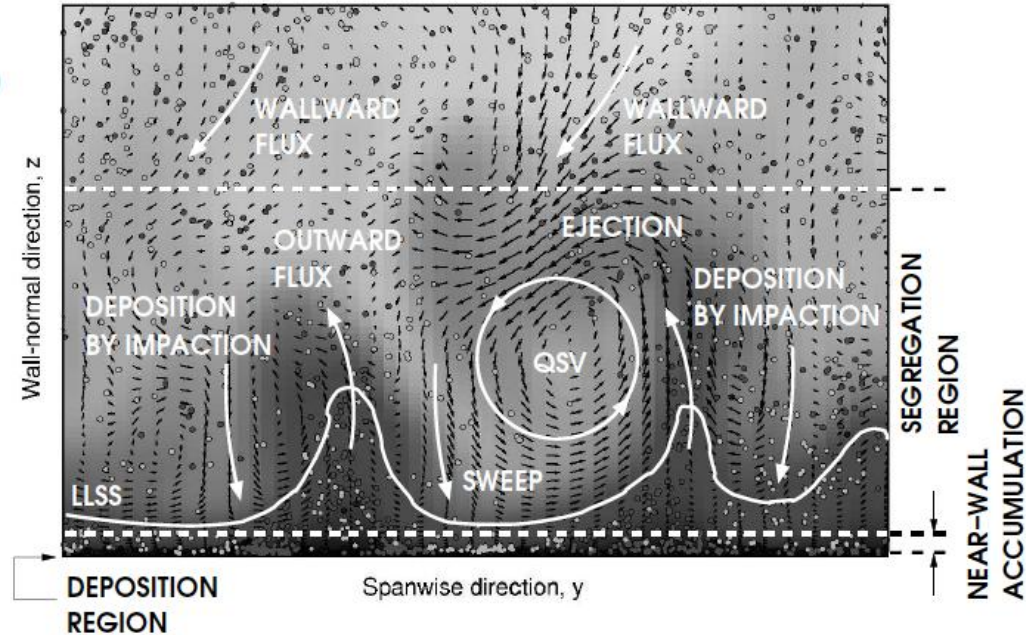 WALLWARD
FLUX
WALLWARD
FLUX
Wall-normal direction, z
EJECTION
OUTWARD
FLUX
DEPOSITION
BY IMPACTION
DEPOSITION
BY IMPACTION
QSV
SEGREGATION
REGION
LLSS
SWEEP
NEAR-WALL
ACCUMULATION
DEPOSITION
REGION
Spanwise direction, y